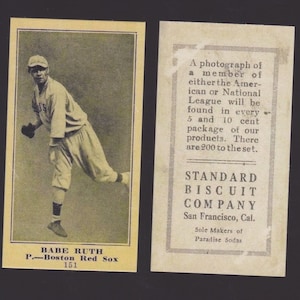 BABE RUTH
P.—Boston Red Sox
151
A photograph of
a member of
either the Amer-
ican or National
League will be
found in every
5 and 10 cent
package of our
products. There
are 200 to the set.
STANDARD
BISCUIT
COMPANY
San Francisco, Cal.
Sole Makers of
Paradise Sodas